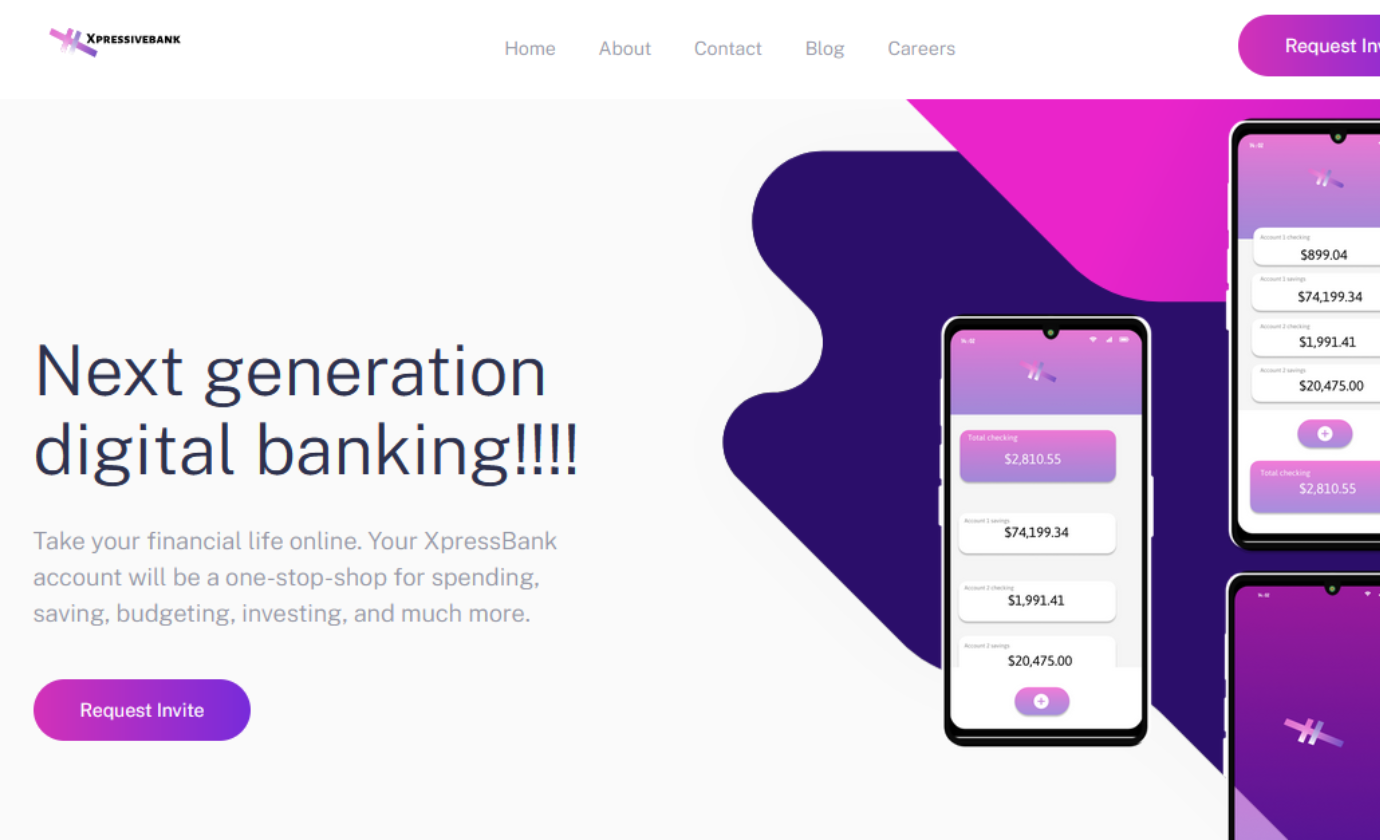 XPRESSIVEBANK
Home About Contact Blog Careers
Request Inv
Next generation
digital banking!!!!
Take your financial life online. Your XpressBank
account will be a one-stop-shop for spending,
saving, budgeting, investing, and much more.
Request Invite
Total checking
$2,810.55
Account 1 savings
$74,199.34
Account 2 checking
$1,991.41
Account 2 savings
$20,475.00
Account 1 checking
$899.04
Account 1 savings
$74,199.34
Account 2 checking
$1,991.41
Account 2 savings
$20,475.00
Total checking
$2,810.55